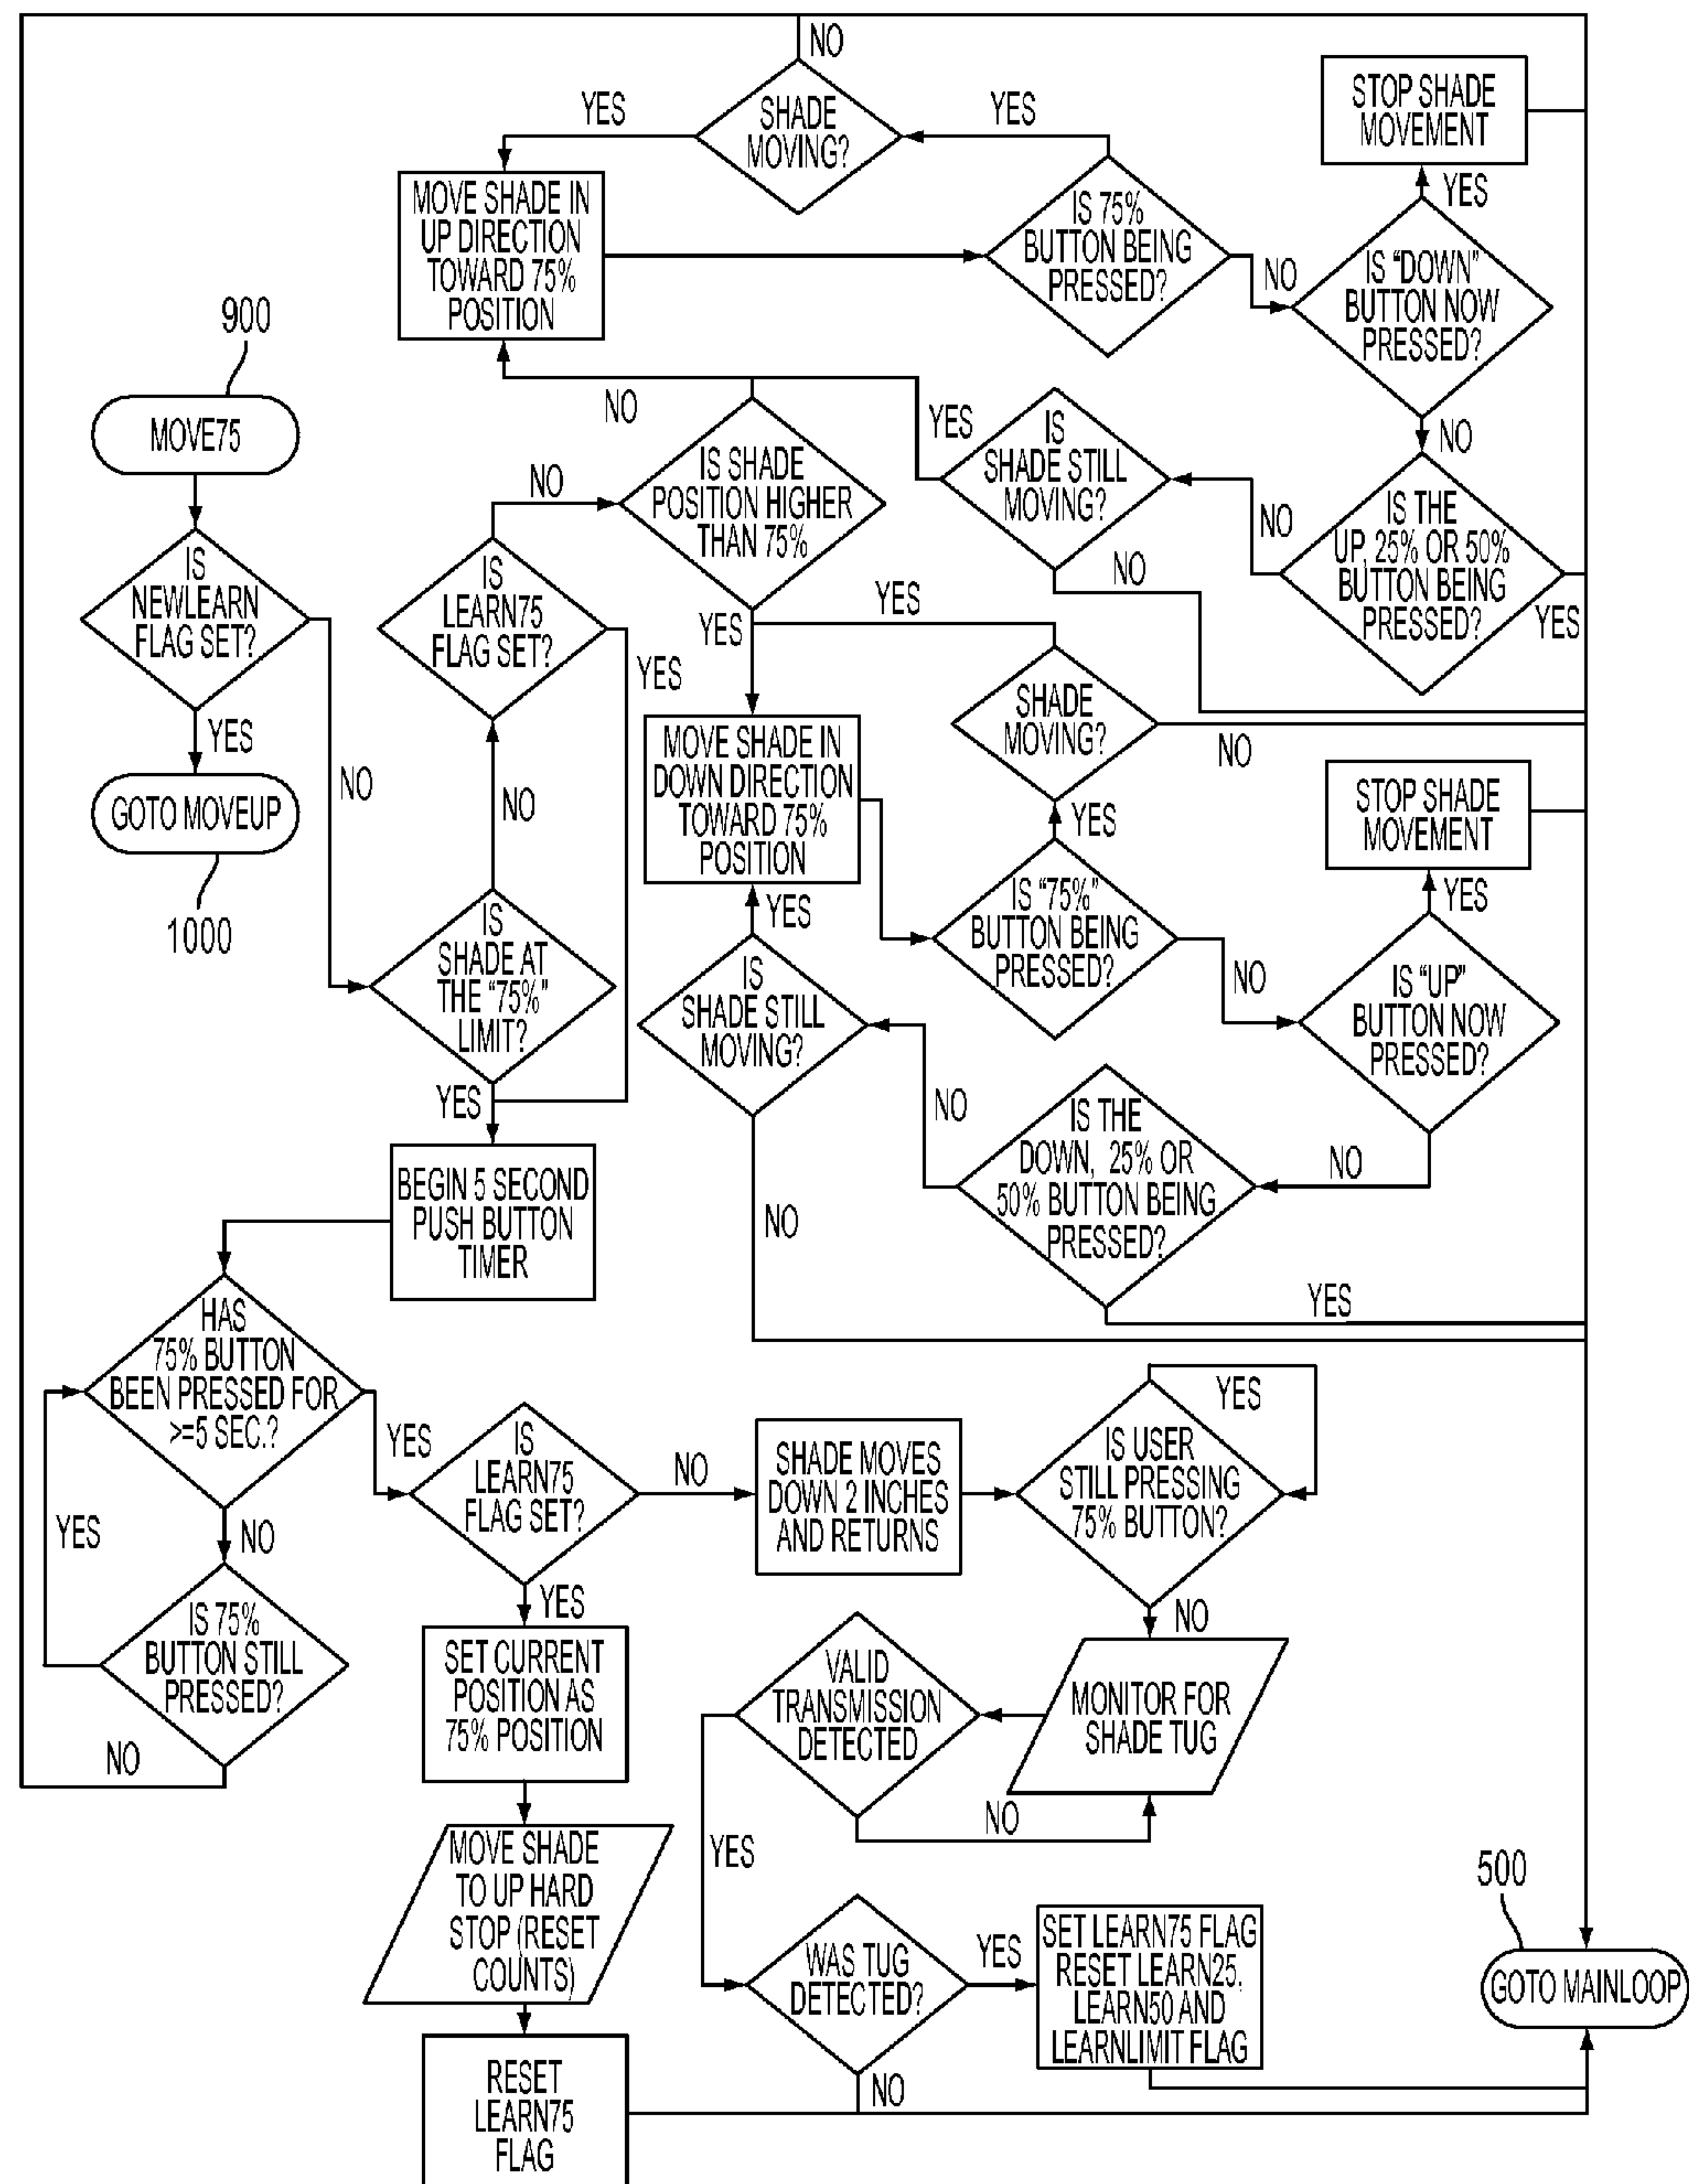 NO
SHADE
MOVING?
YES
YES
STOP SHADE
MOVEMENT
YES
MOVE SHADE IN
UP DIRECTION
TOWARD 75%
POSITION
IS 75%
BUTTON BEING
PRESSED?
NO
IS "DOWN"
BUTTON NOW
PRESSED?
NO
900
MOVE75
IS
NEWLEARN
FLAG SET?
YES
NO
GOTO MOVEUP
1000
IS
LEARN75
FLAG SET?
NO
YES
NO
IS
SHADE AT
THE "75%"
LIMIT?
YES
IS SHADE
POSITION HIGHER
THAN 75%
NO
YES
IS
SHADE STILL
MOVING?
YES
NO
IS THE
UP, 25% OR 50%
BUTTON BEING
PRESSED?
NO
YES
YES
SHADE
MOVING?
NO
YES
MOVE SHADE IN
DOWN DIRECTION
TOWARD 75%
POSITION
YES
IS "75%"
BUTTON BEING
PRESSED?
NO
STOP SHADE
MOVEMENT
YES
IS "UP"
BUTTON NOW
PRESSED?
NO
IS
SHADE STILL
MOVING?
NO
NO
IS THE
DOWN, 25% OR
50% BUTTON BEING
PRESSED?
YES
BEGIN 5 SECOND
PUSH BUTTON
TIMER
HAS
75% BUTTON
BEEN PRESSED FOR
>=5 SEC.?
YES
NO
YES
IS 75%
BUTTON STILL
PRESSED?
NO
IS
LEARN75
FLAG SET?
NO
YES
SHADE MOVES
DOWN 2 INCHES
AND RETURNS
IS USER
STILL PRESSING
75% BUTTON?
YES
NO
SET CURRENT
POSITION AS
75% POSITION
VALID
TRANSMISSION
DETECTED
MONITOR FOR
SHADE TUG
NO
YES
MOVE SHADE
TO UP HARD
STOP (RESET
COUNTS)
WAS TUG
DETECTED?
YES
NO
SET LEARN75 FLAG
RESET LEARN25,
LEARN50 AND
LEARNLIMIT FLAG
500
GOTO MAINLOOP
RESET
LEARN75
FLAG